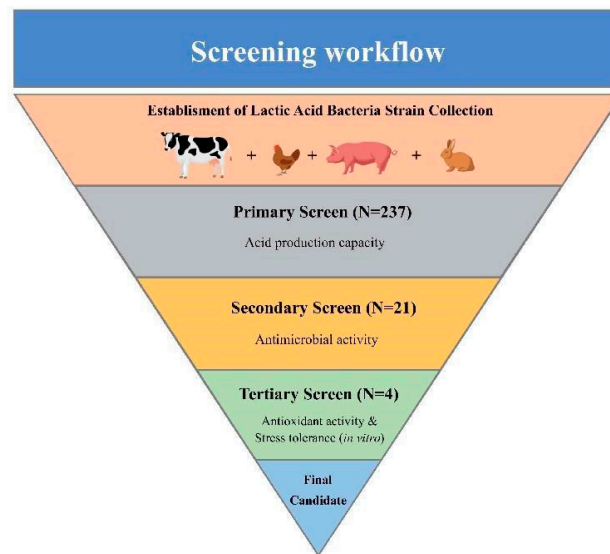 Screening workflow
Establisment of Lactic Acid Bacteria Strain Collection
+ + +
Primary Screen (N=237)
Acid production capacity
Secondary Screen (N=21)
Antimicrobial activity
Tertiary Screen (N=4)
Antioxidant activity &
Stress tolerance (in vitro)
Final
Candidate